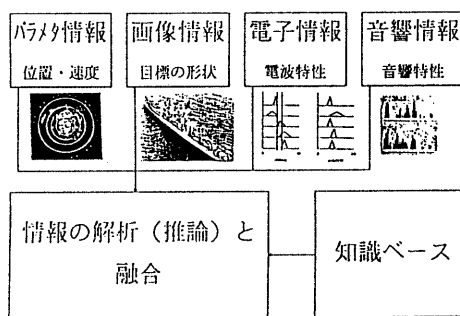 パラメタ情報
位置・速度
画像情報
目標の形状
電子情報
電波特性
音響情報
音響特性
情報の解析（推論）と
融合
知識ベース